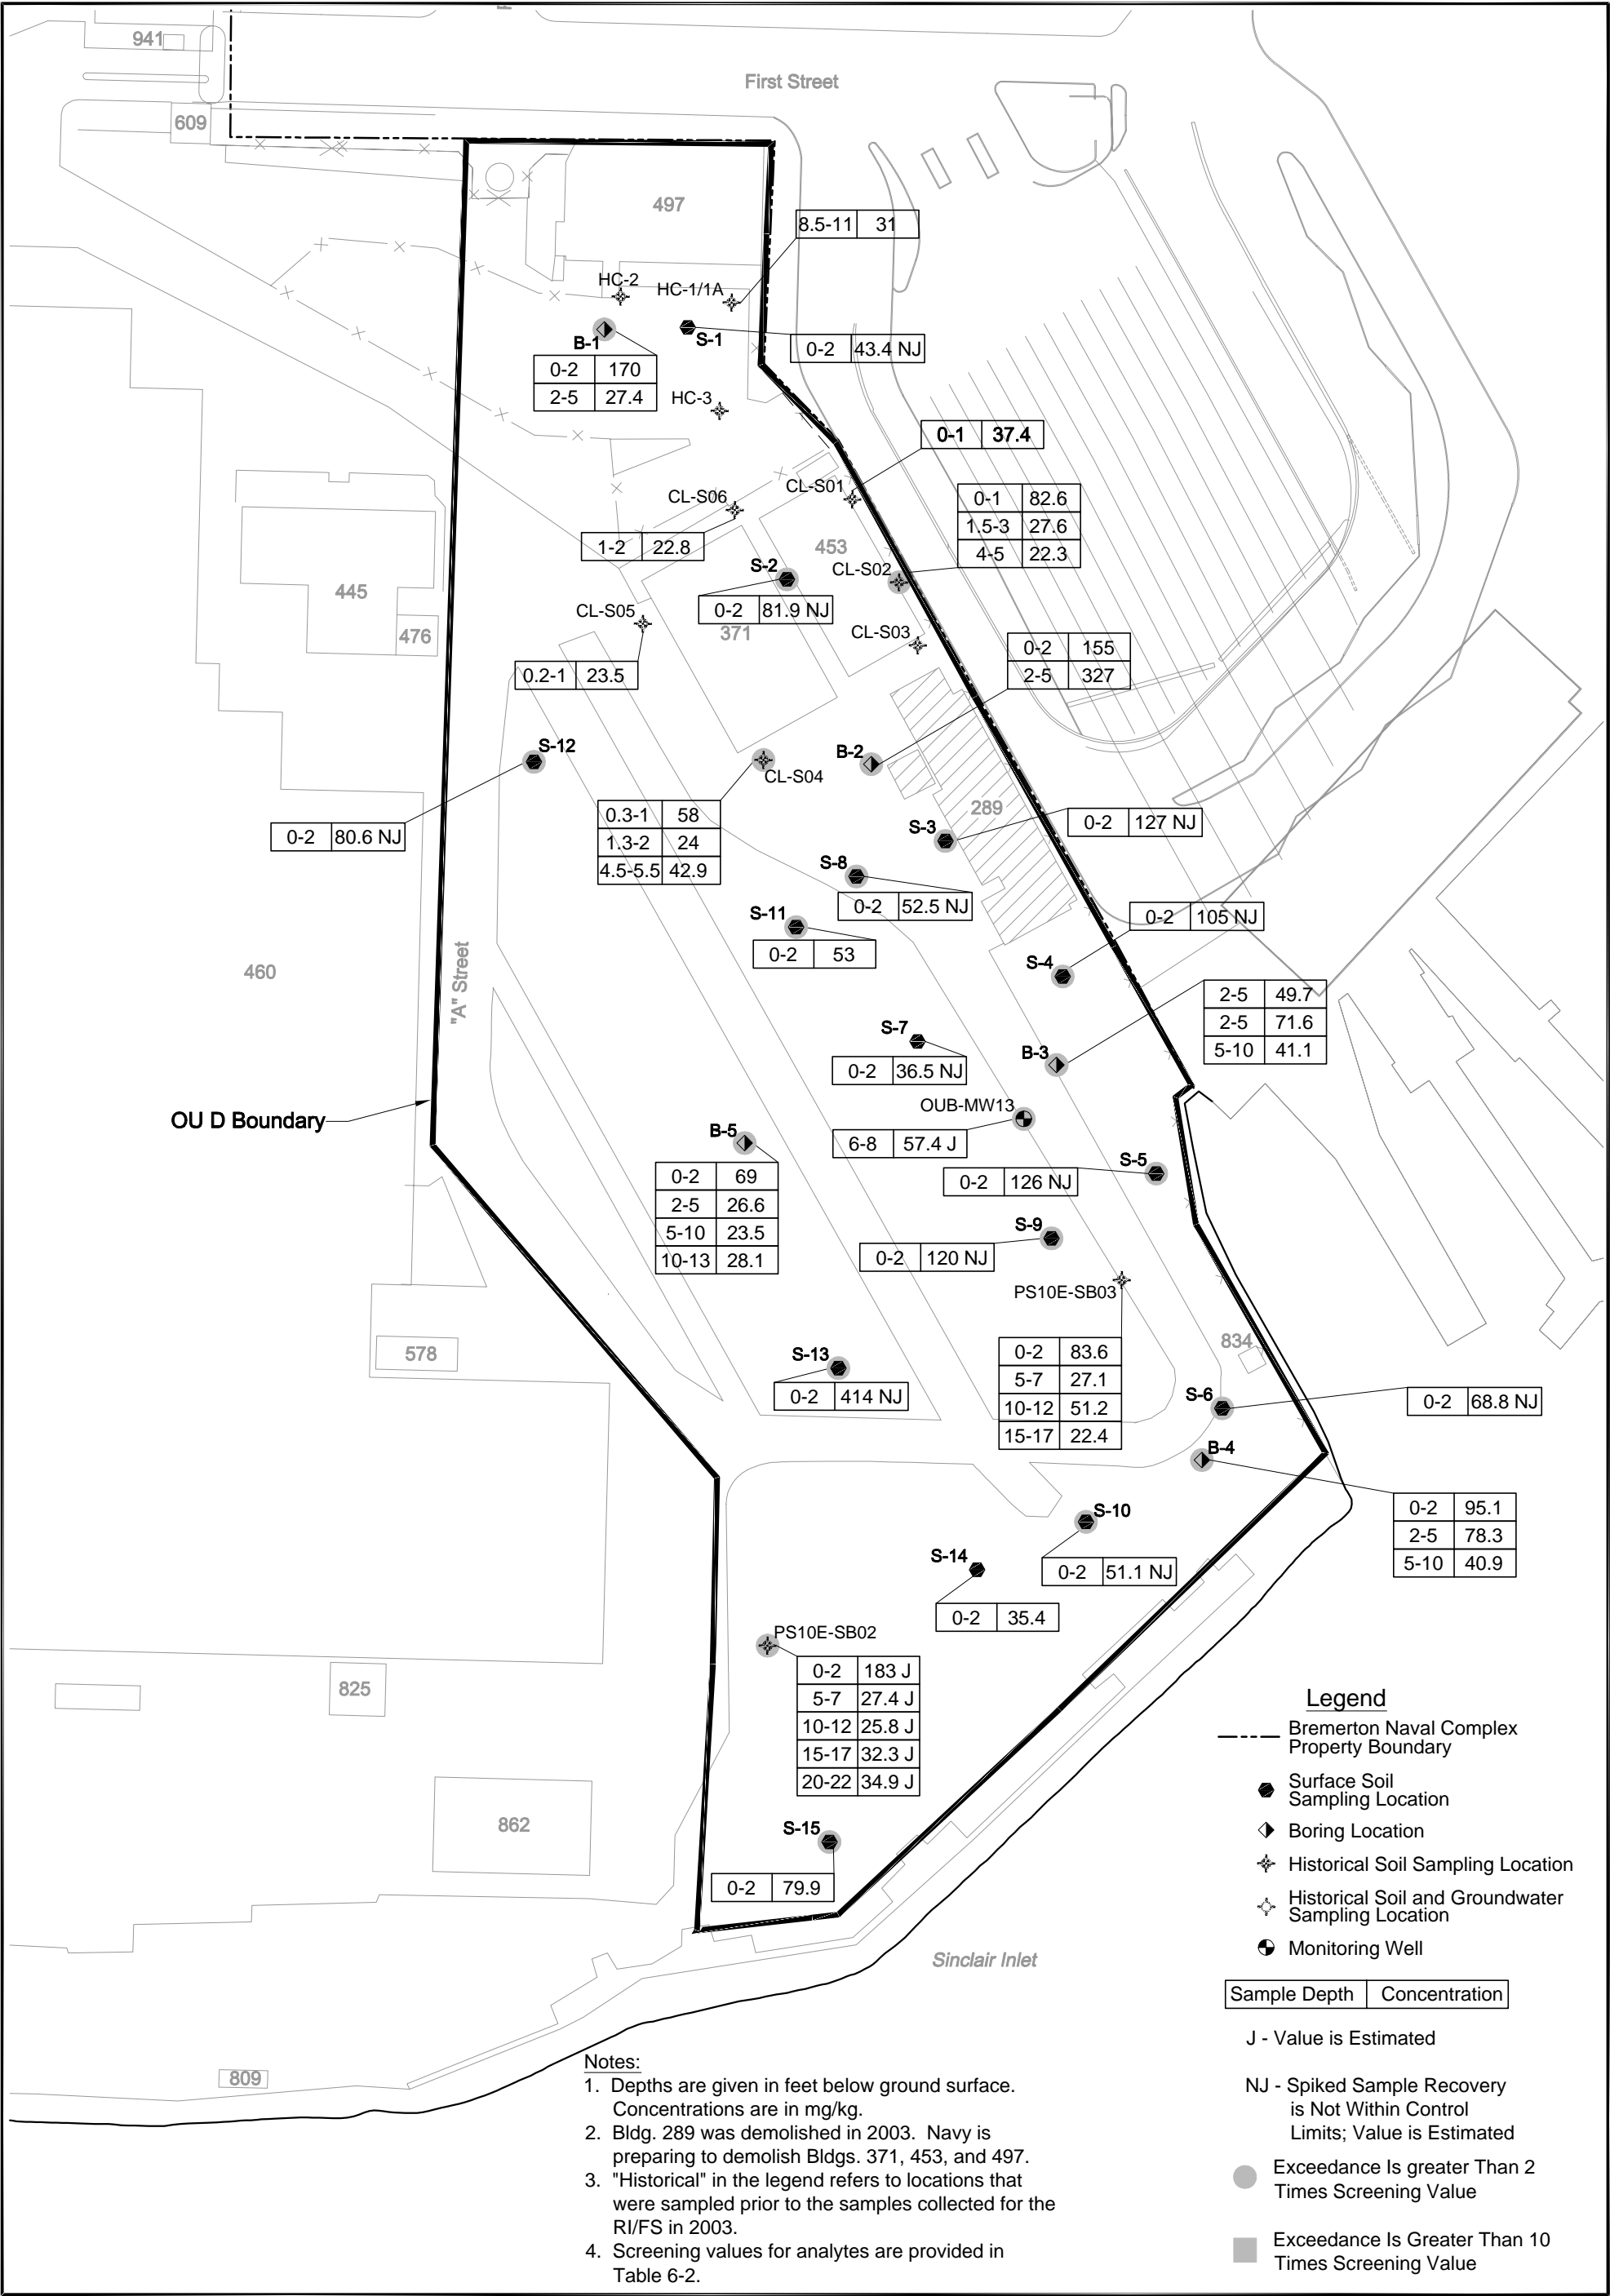 941
First Street
609
497
8.5-11 31
HC-2
HC-1/1A
B-1
S-1
0-2 43.4 NJ
0-2 170
2-5 27.4
HC-3
0-1 37.4
CL-S06
CL-S01
0-1 82.6
1.5-3 27.6
4-5 22.3
1-2 22.8
453
S-2
CL-S02
445
0-2 81.9 NJ
CL-S05
476
371
CL-S03
0-2 155
2-5 327
0.2-1 23.5
S-12
B-2
CL-S04
0.3-1 58
1.3-2 24
4.5-5.5 42.9
289
0-2 80.6 NJ
S-3
0-2 127 NJ
S-8
0-2 52.5 NJ
S-11
0-2 53
0-2 105 NJ
S-4
460
"A" Street
2-5 49.7
2-5 71.6
5-10 41.1
S-7
0-2 36.5 NJ
B-3
OUB-MW13
OU D Boundary
B-5
6-8 57.4 J
S-5
0-2 126 NJ
0-2 69
2-5 26.6
5-10 23.5
10-13 28.1
S-9
0-2 120 NJ
PS10E-SB03
578
S-13
0-2 414 NJ
0-2 83.6
5-7 27.1
10-12 51.2
15-17 22.4
834
S-6
0-2 68.8 NJ
B-4
0-2 95.1
2-5 78.3
5-10 40.9
S-10
0-2 51.1 NJ
S-14
0-2 35.4
PS10E-SB02
0-2 183 J
5-7 27.4 J
10-12 25.8 J
15-17 32.3 J
20-22 34.9 J
825
862
S-15
0-2 79.9
Sinclair Inlet
809
Legend
Bremerton Naval Complex
Property Boundary
Surface Soil
Sampling Location
Boring Location
Historical Soil Sampling Location
Historical Soil and Groundwater
Sampling Location
Monitoring Well
Sample Depth Concentration
J - Value is Estimated
NJ - Spiked Sample Recovery
is Not Within Control
Limits; Value is Estimated
Exceedance Is greater Than 2
Times Screening Value
Exceedance Is Greater Than 10
Times Screening Value
Notes:
1. Depths are given in feet below ground surface.
Concentrations are in mg/kg.
2. Bldg. 289 was demolished in 2003. Navy is
preparing to demolish Bldgs. 371, 453, and 497.
3. "Historical" in the legend refers to locations that
were sampled prior to the samples collected for the
RI/FS in 2003.
4. Screening values for analytes are provided in
Table 6-2.